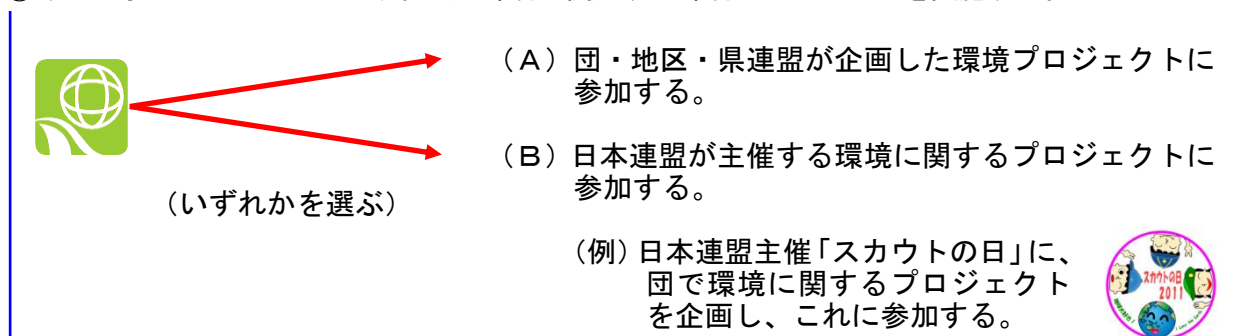 （Ａ）団・地区・県連盟が企画した環境プロジェクトに
参加する。
（Ｂ）日本連盟が主催する環境に関するプロジェクトに
参加する。
（いずれかを選ぶ）
（例）日本連盟主催「スカウトの日」に、
団で環境に関するプロジェクト
を企画し、これに参加する。
スカウトの日
2011